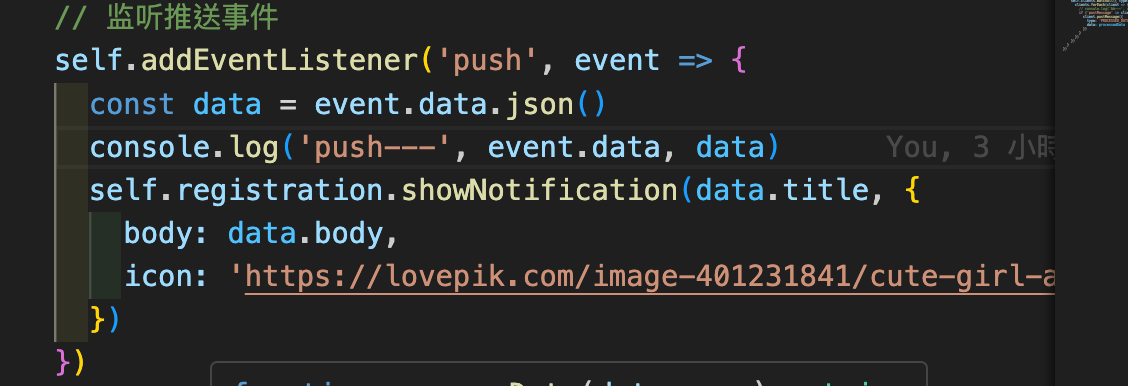 // 监听推送事件
self.addEventListener('push', event => {
const data = event.data.json()
console.log('push---', event.data, data) You, 3 小時
self.registration.showNotification(data.title, {
body: data.body,
icon: 'https://lovepik.com/image-401231841/cute-girl-a
})
})